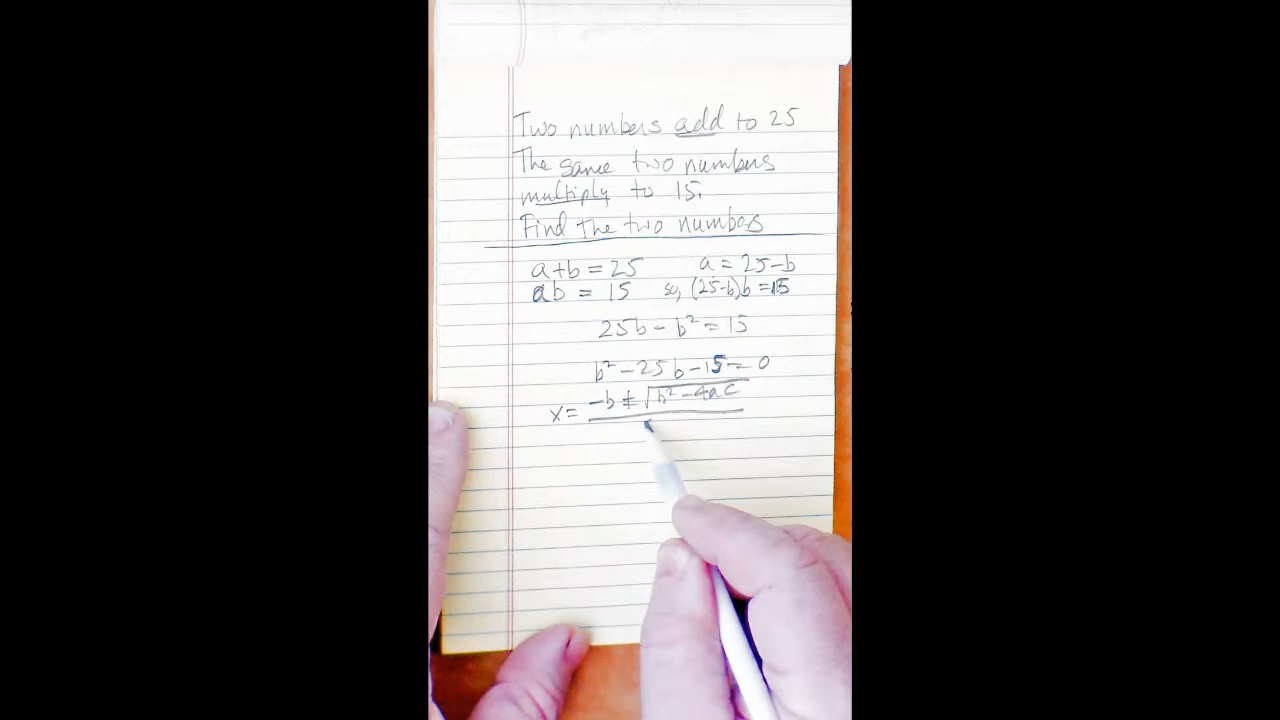 Two numbers add to 25
The same two numbers
multiply to 15.
Find the two numbers
a+b = 25 a = 25-b
ab = 15 so, (25-b)b = 15
25b - b² = 15
b² - 25b - 15 = 0
x = -b ± √b² - 4ac